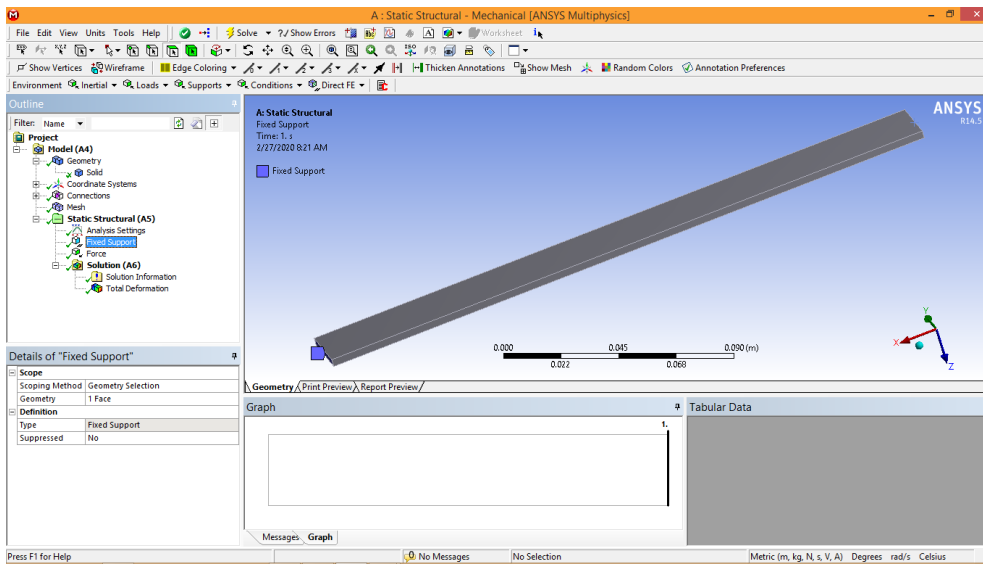 A : Static Structural - Mechanical [ANSYS Multiphysics]
File Edit View Units Tools Help Solve ?/ Show Errors A Worksheet
Show Vertices Wireframe Edge Coloring Thicken Annotations Show Mesh Random Colors Annotation Preferences
Environment Inertial Loads Supports Conditions Direct FE
Outline
Filter: Name
Project
Model (A4)
Geometry
Solid
Coordinate Systems
Connections
Mesh
Static Structural (A5)
Analysis Settings
Fixed Support
Force
Solution (A6)
Solution Information
Total Deformation
A: Static Structural
Fixed Support
Time: 1. s
2/27/2020 8:21 AM
Fixed Support
ANSYS
R14.5
0.000 0.045 0.090 (m)
0.022 0.068
Y
X
Z
Geometry Print Preview Report Preview
Details of "Fixed Support"
Scope
Scoping Method Geometry Selection
Geometry 1 Face
Definition
Type Fixed Support
Suppressed No
Graph
1.
Messages Graph
Tabular Data
Press F1 for Help 0 No Messages No Selection Metric (m, kg, N, s, V, A) Degrees rad/s Celsius